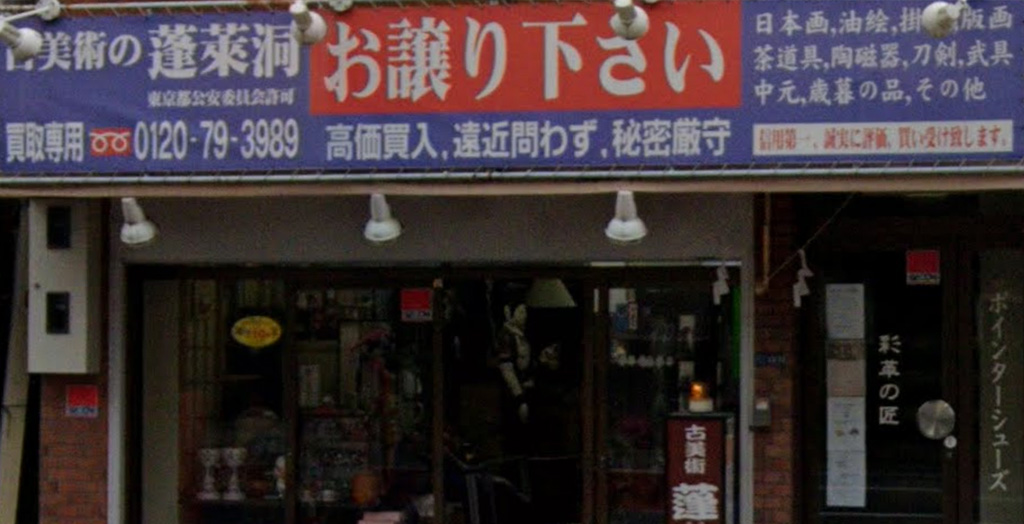 古美術の 蓬莱洞
東京都公安委員会許可
買取専用 0120-79-3989
お譲り下さい
高価買入,遠近問わず,秘密厳守
日本画,油絵,掛 版画
茶道具,陶磁器,刀剣,武具
中元,歳暮の品,その他
信用第一、誠実に評価、買い受け致します。
古美術
蓬
彩革の匠
ポインターシューズ